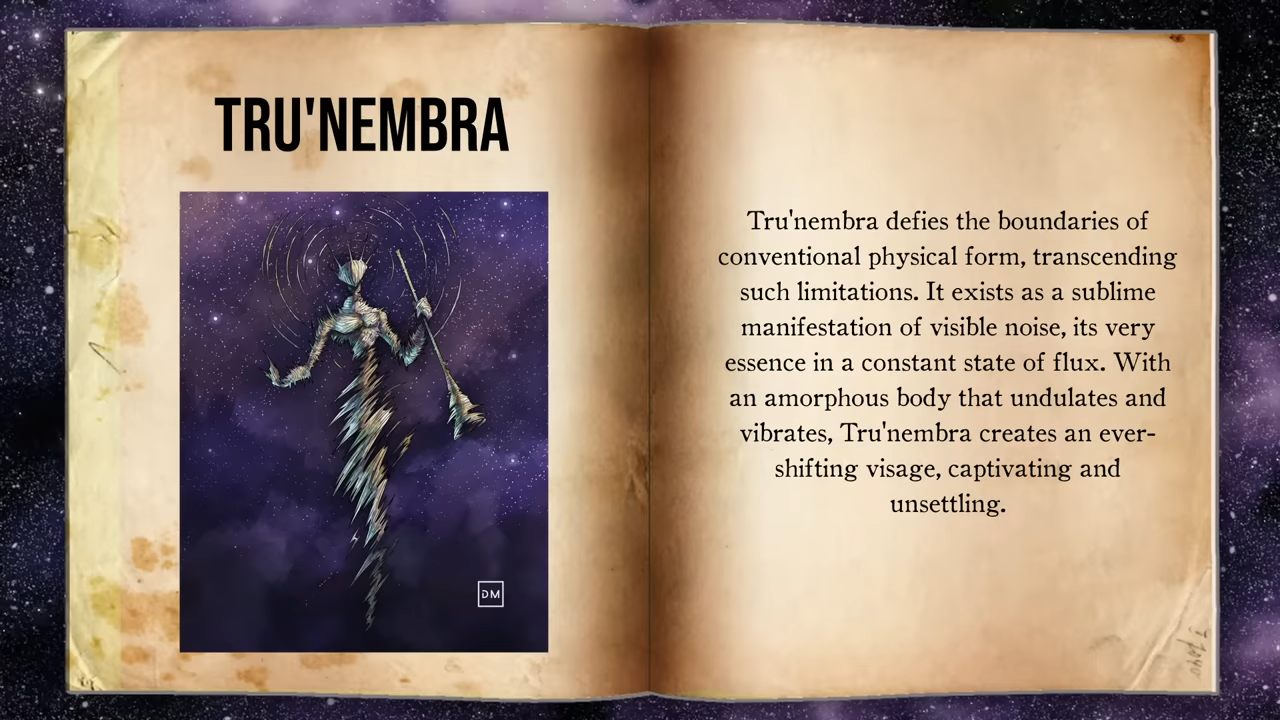 TRU'NEMBRA
DM
Tru'nembra defies the boundaries of
conventional physical form, transcending
such limitations. It exists as a sublime
manifestation of visible noise, its very
essence in a constant state of flux. With
an amorphous body that undulates and
vibrates, Tru'nembra creates an ever-
shifting visage, captivating and
unsettling.